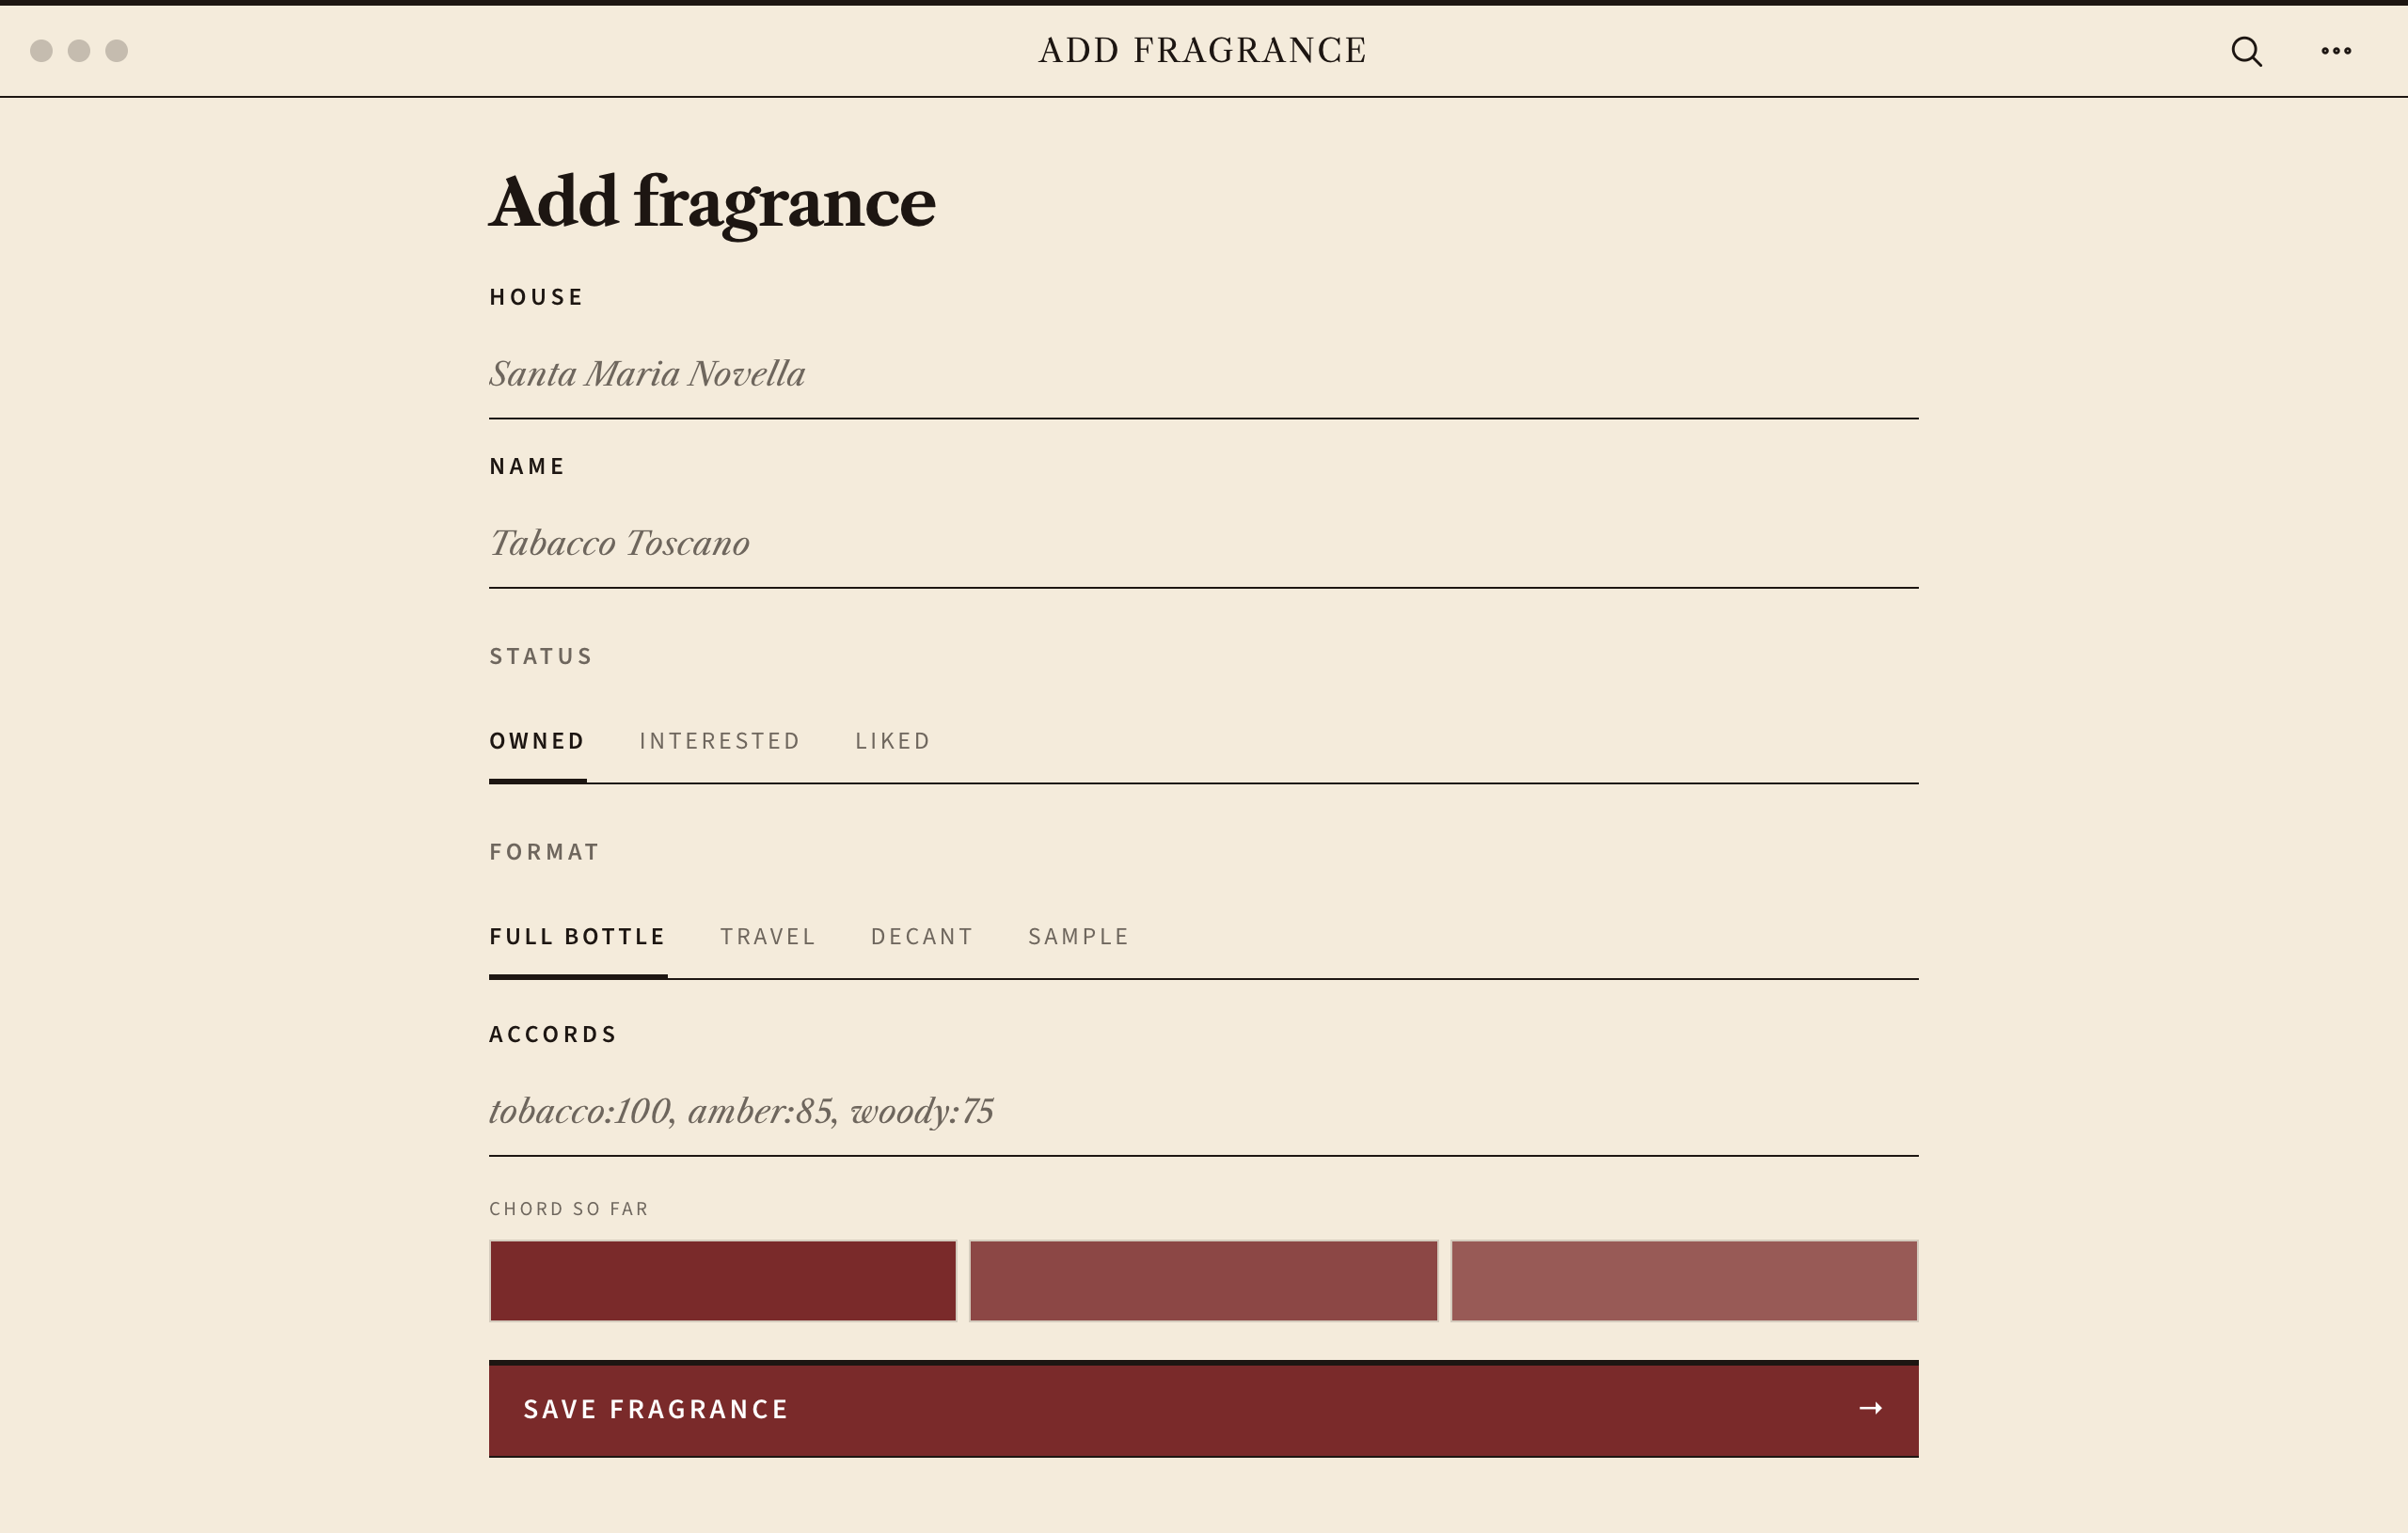 ADD FRAGRANCE
Add fragrance
HOUSE
Santa Maria Novella
NAME
Tabacco Toscano
STATUS
OWNED INTERESTED LIKED
FORMAT
FULL BOTTLE TRAVEL DECANT SAMPLE
ACCORDS
tobacco:100, amber:85, woody:75
CHORD SO FAR
SAVE FRAGRANCE →